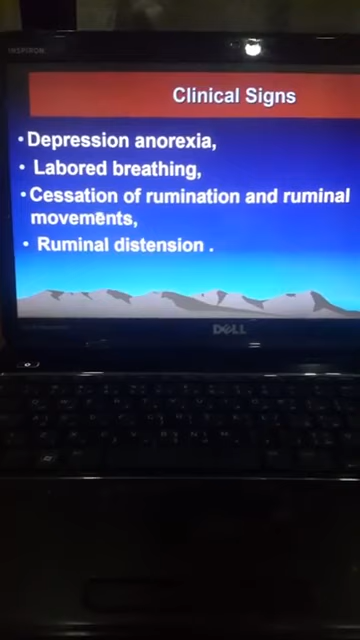 INSPIRON
Clinical Signs
• Depression anorexia,
• Labored breathing,
• Cessation of rumination and ruminal
movements,
• Ruminal distension .
DELL